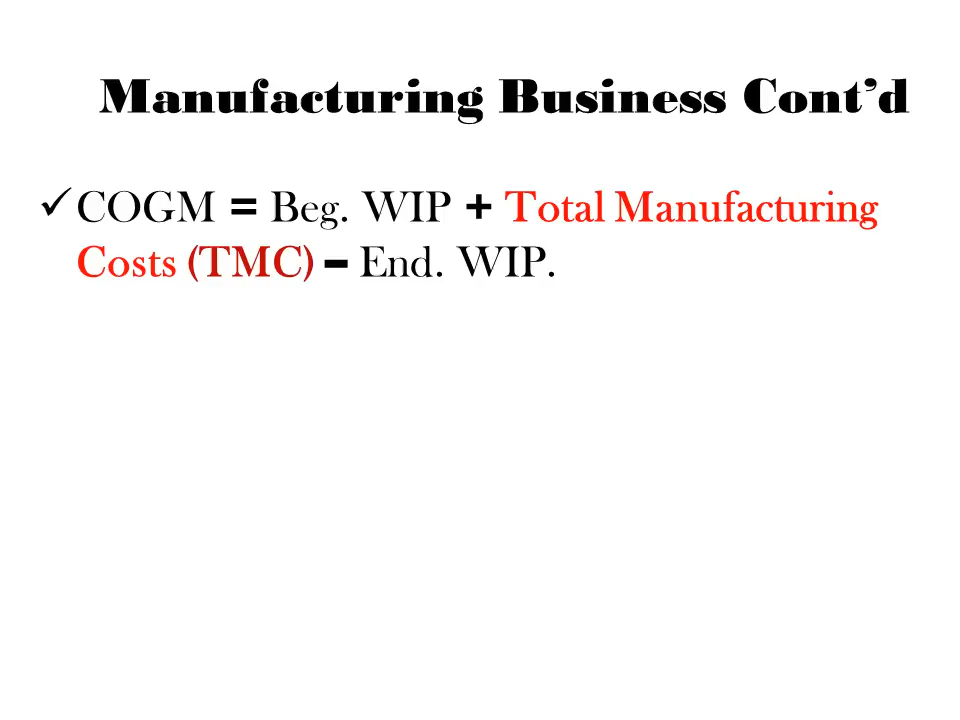 Manufacturing Business Cont’d
✓COGM = Beg. WIP + Total Manufacturing
Costs (TMC) – End. WIP.